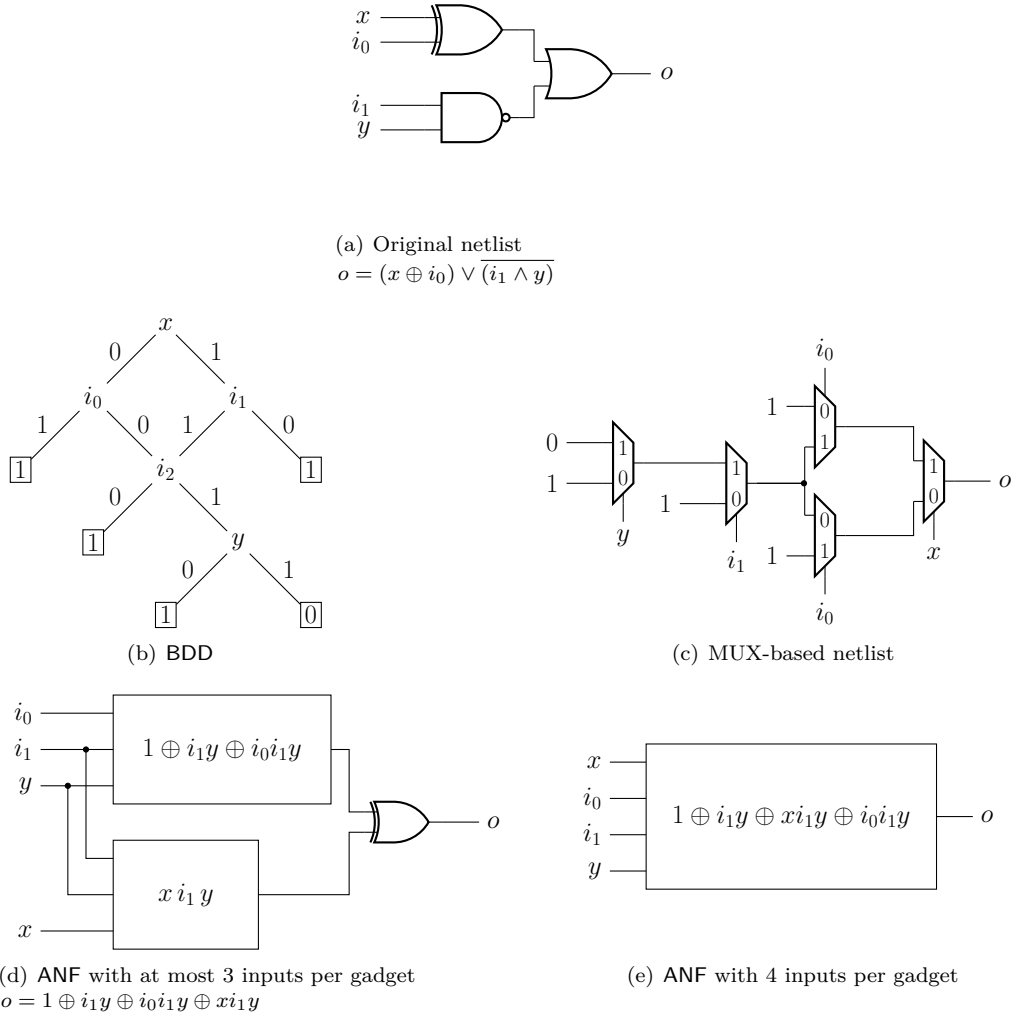 x
i₀
i₁
y
o
(a) Original netlist
o = (x ⊕ i₀) ∨ \overline{(i₁ ∧ y)}
x
0 1
i₀ i₁
1 0 1 0
1 i₂ 1
0 1
1 y
0 1
1 0
(b) BDD
i₀
1 0
1
0 1
1 0
y
1
1 0
i₁
0
1 1
i₀
1
0
x
o
(c) MUX-based netlist
i₀
i₁
y
1 ⊕ i₁y ⊕ i₀i₁y
x i₁ y
x
o
(d) ANF with at most 3 inputs per gadget
o = 1 ⊕ i₁y ⊕ i₀i₁y ⊕ xi₁y
x
i₀
i₁
y
1 ⊕ i₁y ⊕ xi₁y ⊕ i₀i₁y
o
(e) ANF with 4 inputs per gadget